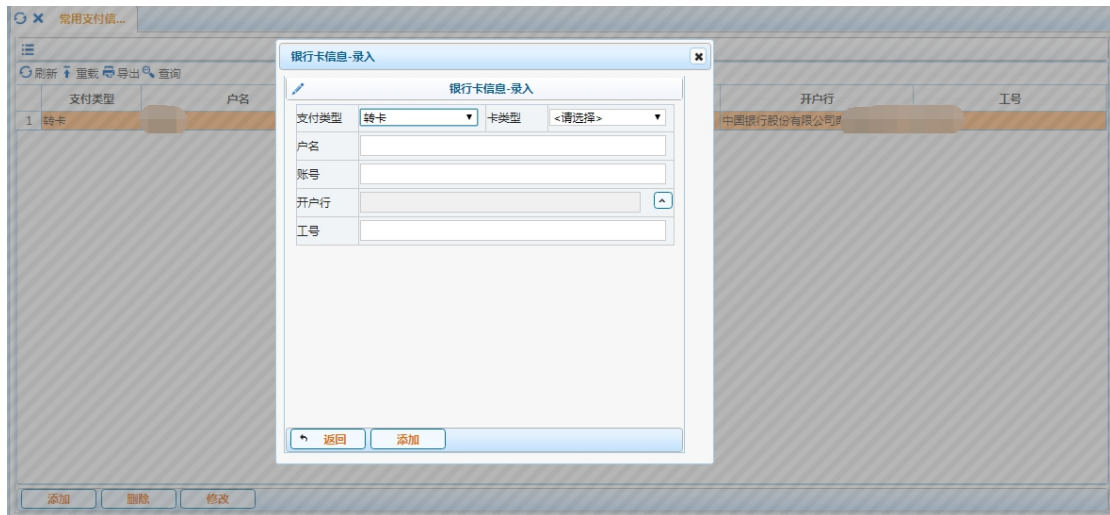 常用支付信...
刷新 重载 导出 查询
支付类型 户名 开户行 工号
1 转卡 中国银行股份有限公司
银行卡信息-录入
银行卡信息-录入
支付类型 转卡 卡类型 <请选择>
户名
账号
开户行
工号
返回 添加
添加 删除 修改